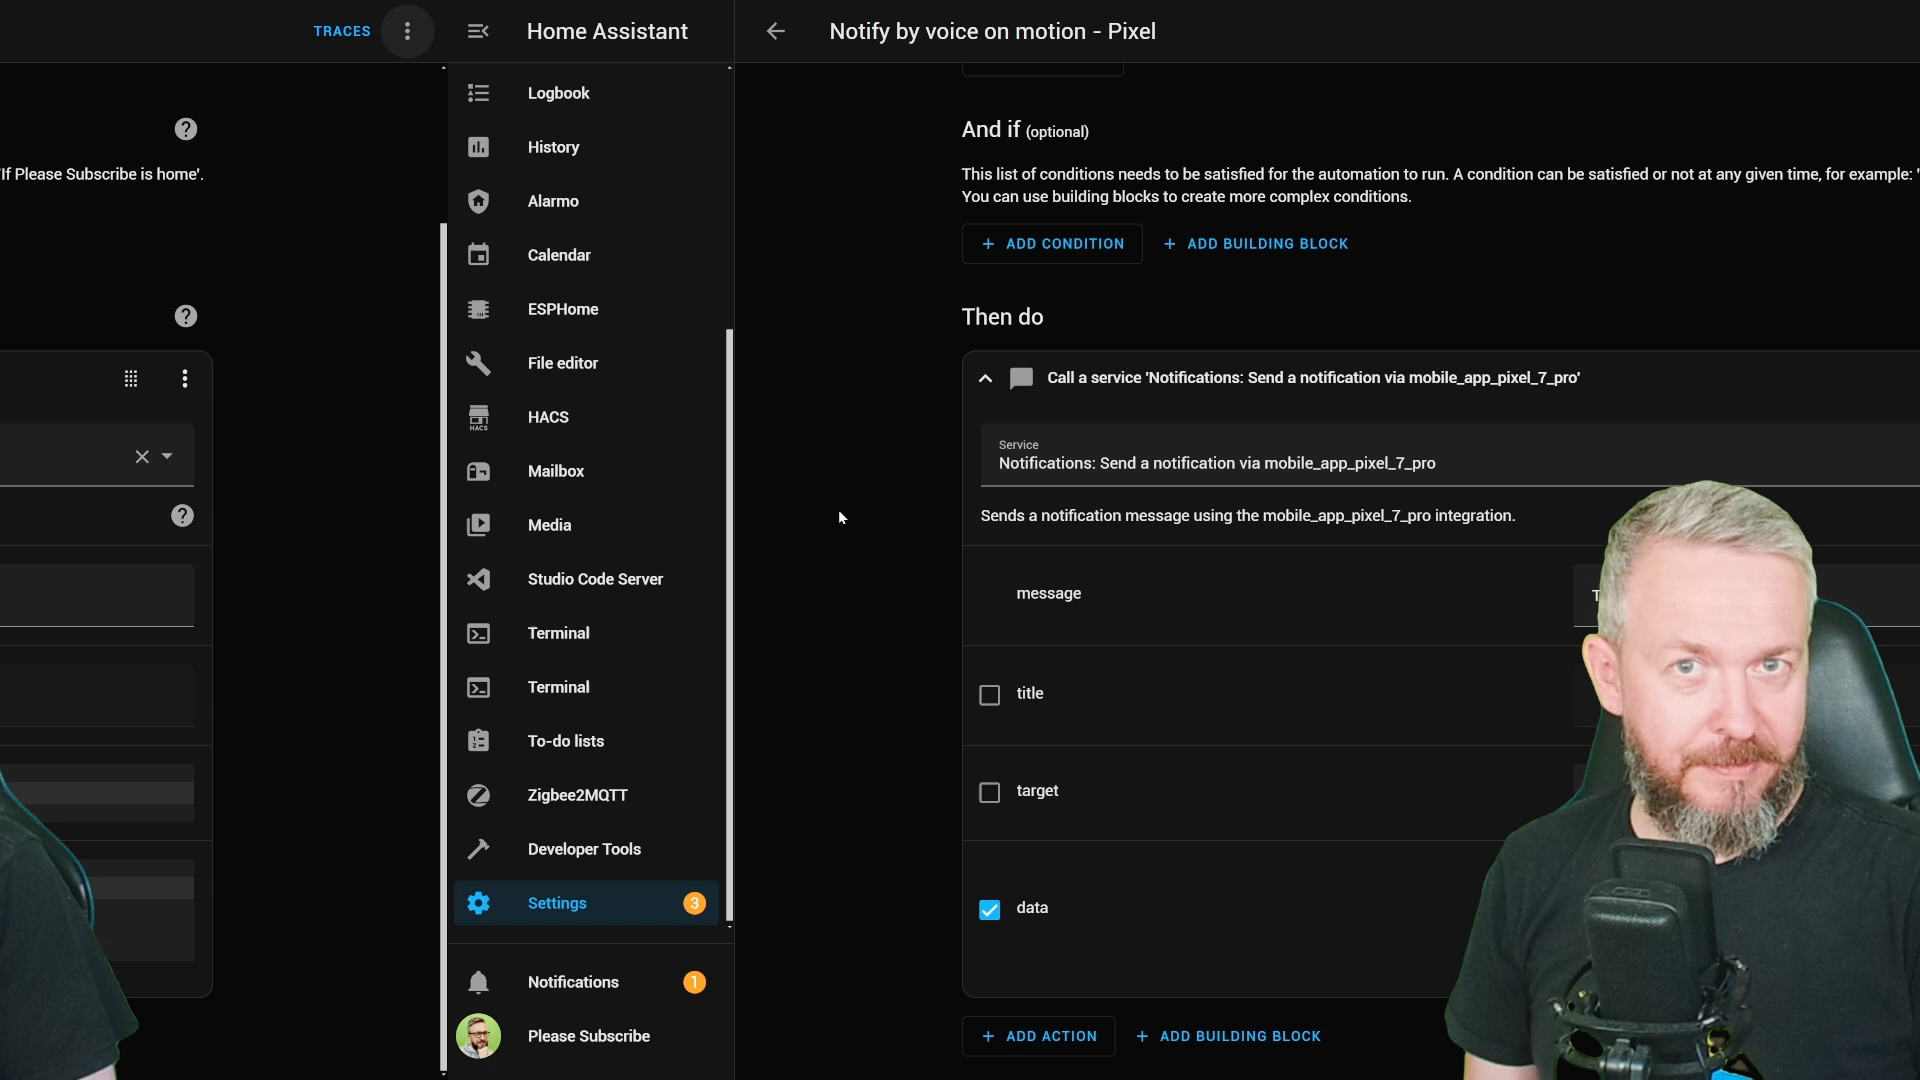 TRACES
If Please Subscribe is home'.
Home Assistant
Logbook
History
Alarmo
Calendar
ESPHome
File editor
HACS
HACS
Mailbox
Media
Studio Code Server
Terminal
Terminal
To-do lists
Zigbee2MQTT
Developer Tools
Settings
3
Notifications
1
Please Subscribe
Notify by voice on motion - Pixel
And if (optional)
This list of conditions needs to be satisfied for the automation to run. A condition can be satisfied or not at any given time, for example: '
You can use building blocks to create more complex conditions.
+ ADD CONDITION
+ ADD BUILDING BLOCK
Then do
Call a service 'Notifications: Send a notification via mobile_app_pixel_7_pro'
Service
Notifications: Send a notification via mobile_app_pixel_7_pro
Sends a notification message using the mobile_app_pixel_7_pro integration.
message
title
target
data
+ ADD ACTION
+ ADD BUILDING BLOCK